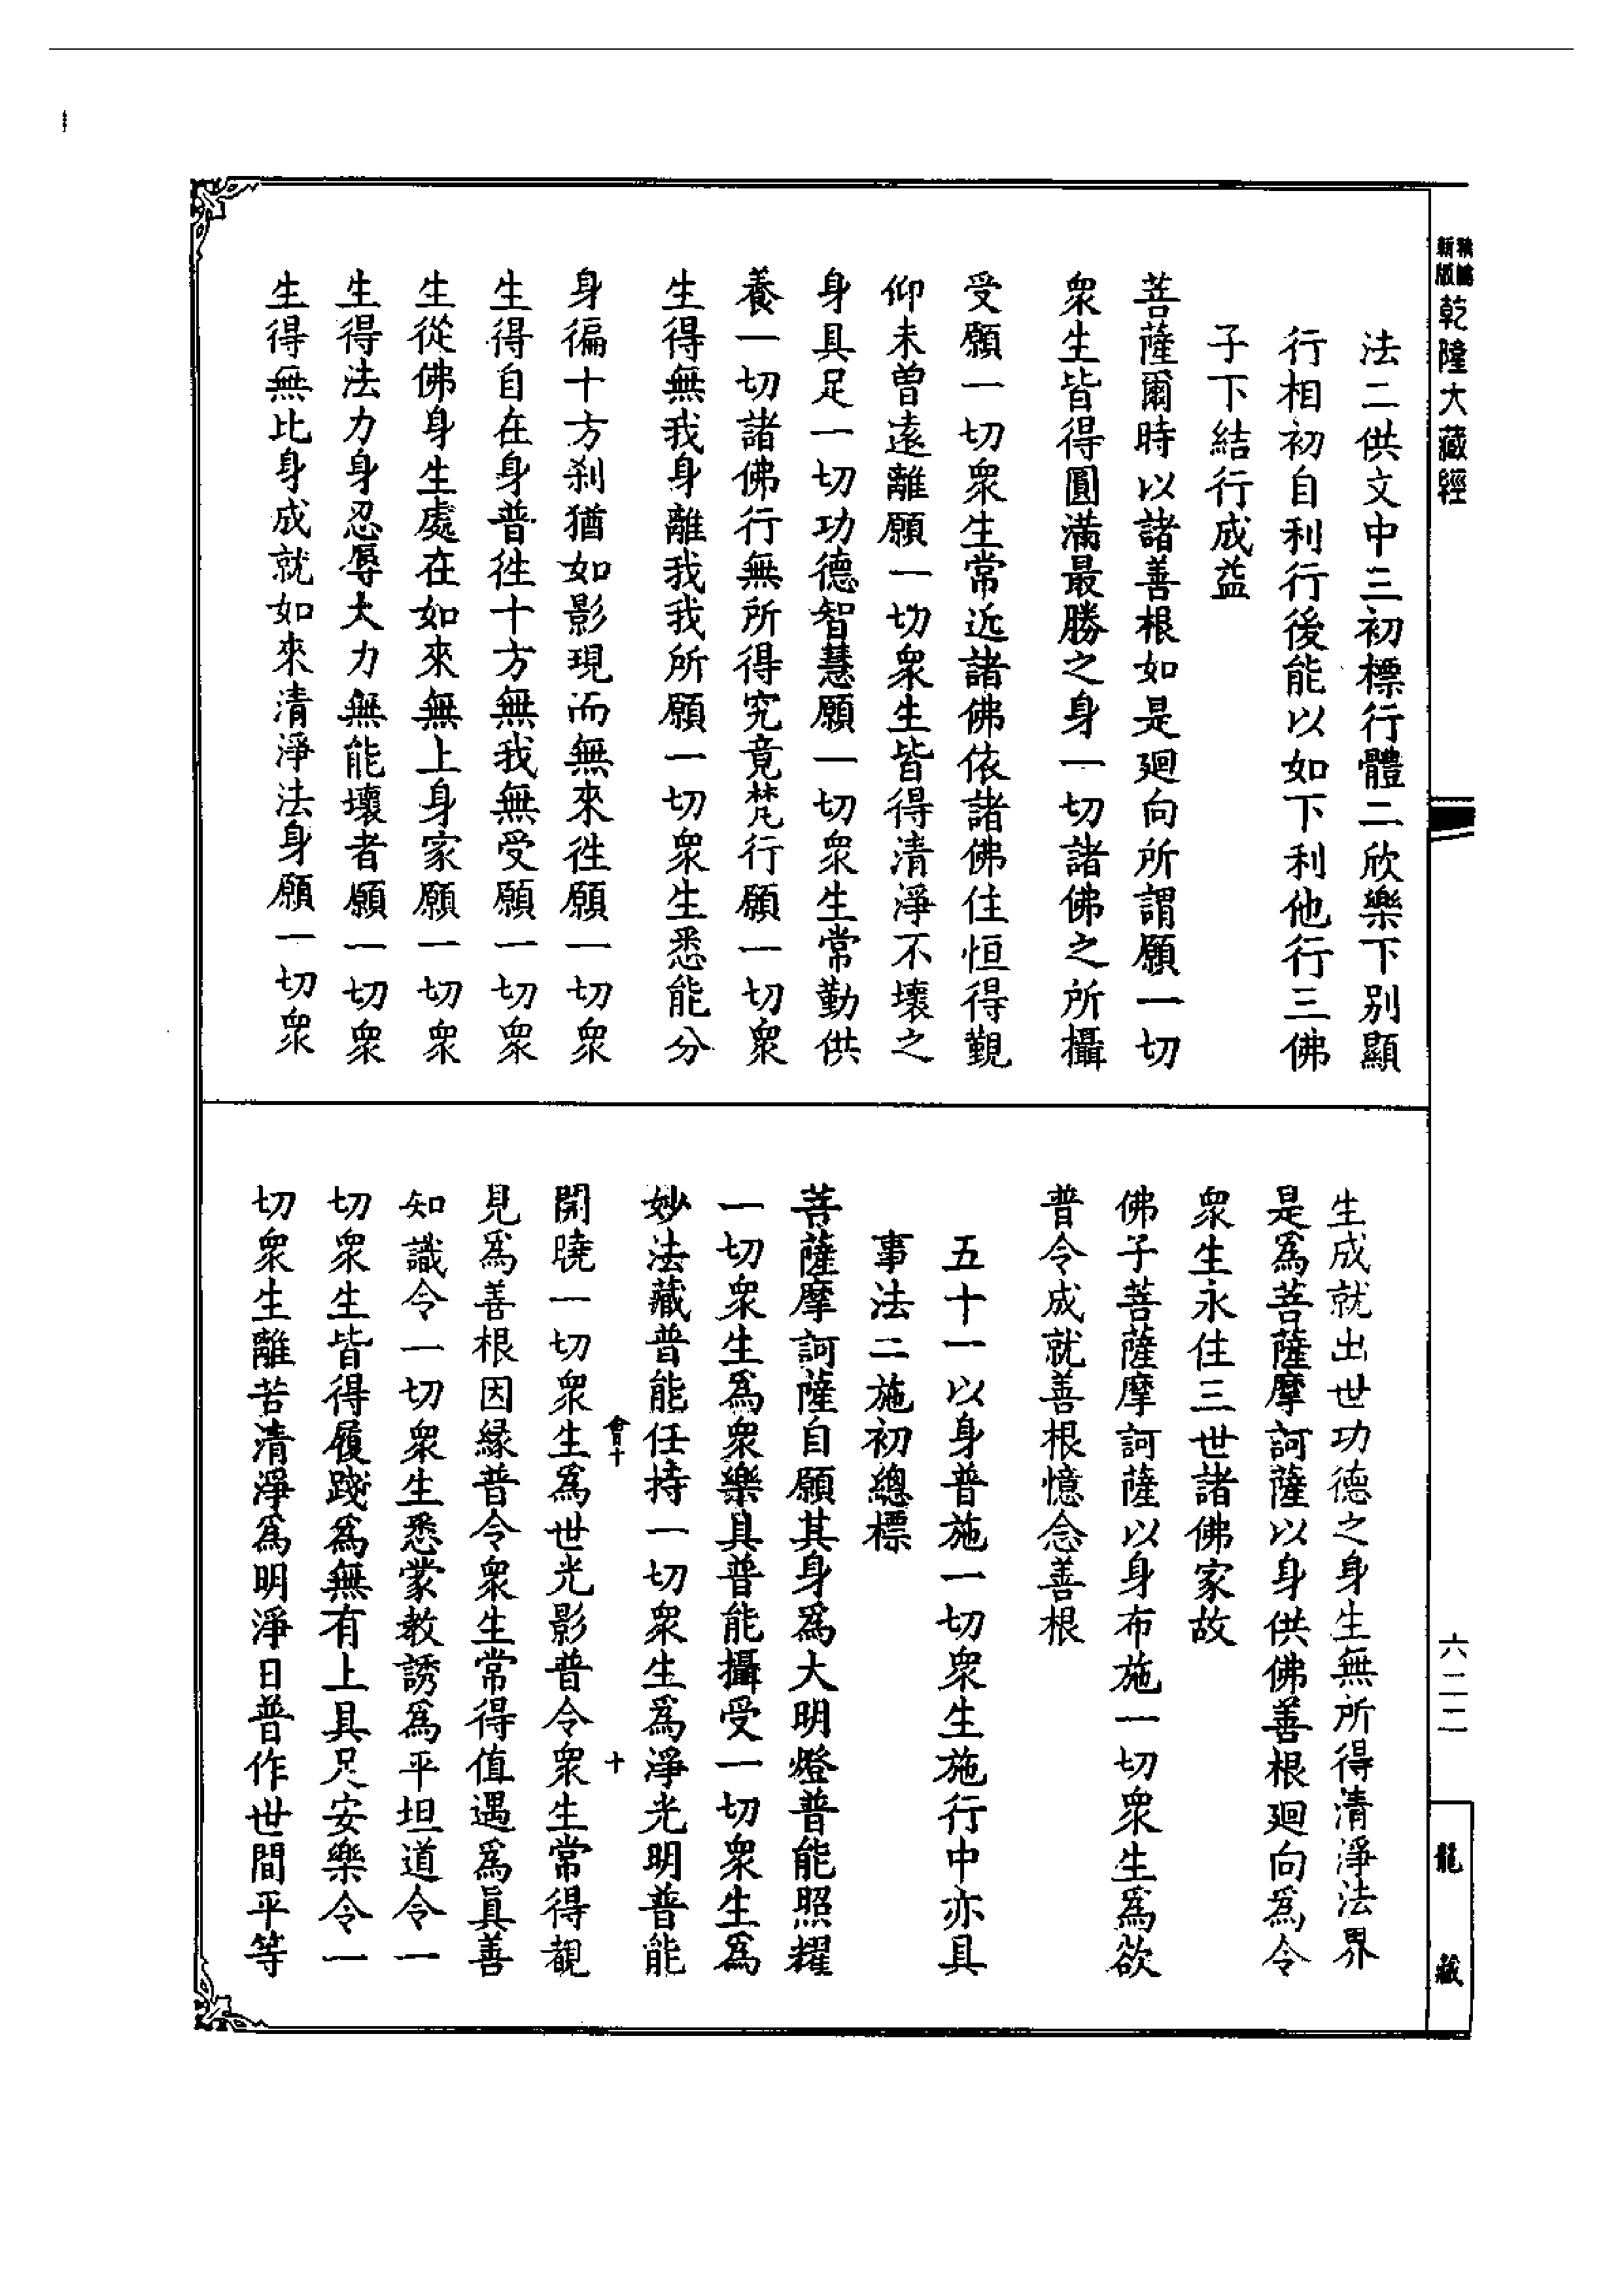 新版
乾隆大藏經
法二供文中三初標行體二欣樂下別顯
行相初自利行後能以如下利他行三佛
子下結行成益
菩薩爾時以諸善根如是廻向所謂願一切
衆生皆得圓滿最勝之身一切諸佛之所攝
受願一切衆生常近諸佛依諸佛住恒得觀
仰未曾遠離願一切衆生皆得清淨不壞之
身具足一切功德智慧願一切衆生常勤供
養一切諸佛行無所得究竟梵行願一切衆
生得無我身離我我所願一切衆生悉能分
身徧十方刹猶如影現而無來徃願一切衆
生得自在身普徃十方無我無受願一切衆
生從佛身生處在如來無上身家願一切衆
生得法力身忍辱大力無能壞者願一切衆
生得無比身成就如來清淨法身願一切衆
生成就出世功德之身生無所得清淨法界
是爲菩薩摩訶薩以身供佛善根廻向爲令
衆生永住三世諸佛家故
佛子菩薩摩訶薩以身布施一切衆生爲欲
普令成就善根憶念善根
五十一以身普施一切衆生施行中亦具
事法二施初總標
菩薩摩訶薩自願其身爲大明燈普能照耀
一切衆生爲衆樂具普能攝受一切衆生爲
妙法藏普能任持一切衆生爲淨光明普能
會十
十
開曉一切衆生爲世光影普令衆生常得覩
見爲善根因縁普令衆生常得值遇爲眞善
知識令一切衆生悉蒙教誘爲平坦道令一
切衆生皆得履踐爲無有上具足安樂令一
切衆生離苦清淨爲明淨日普作世間平等
六二二
龍藏